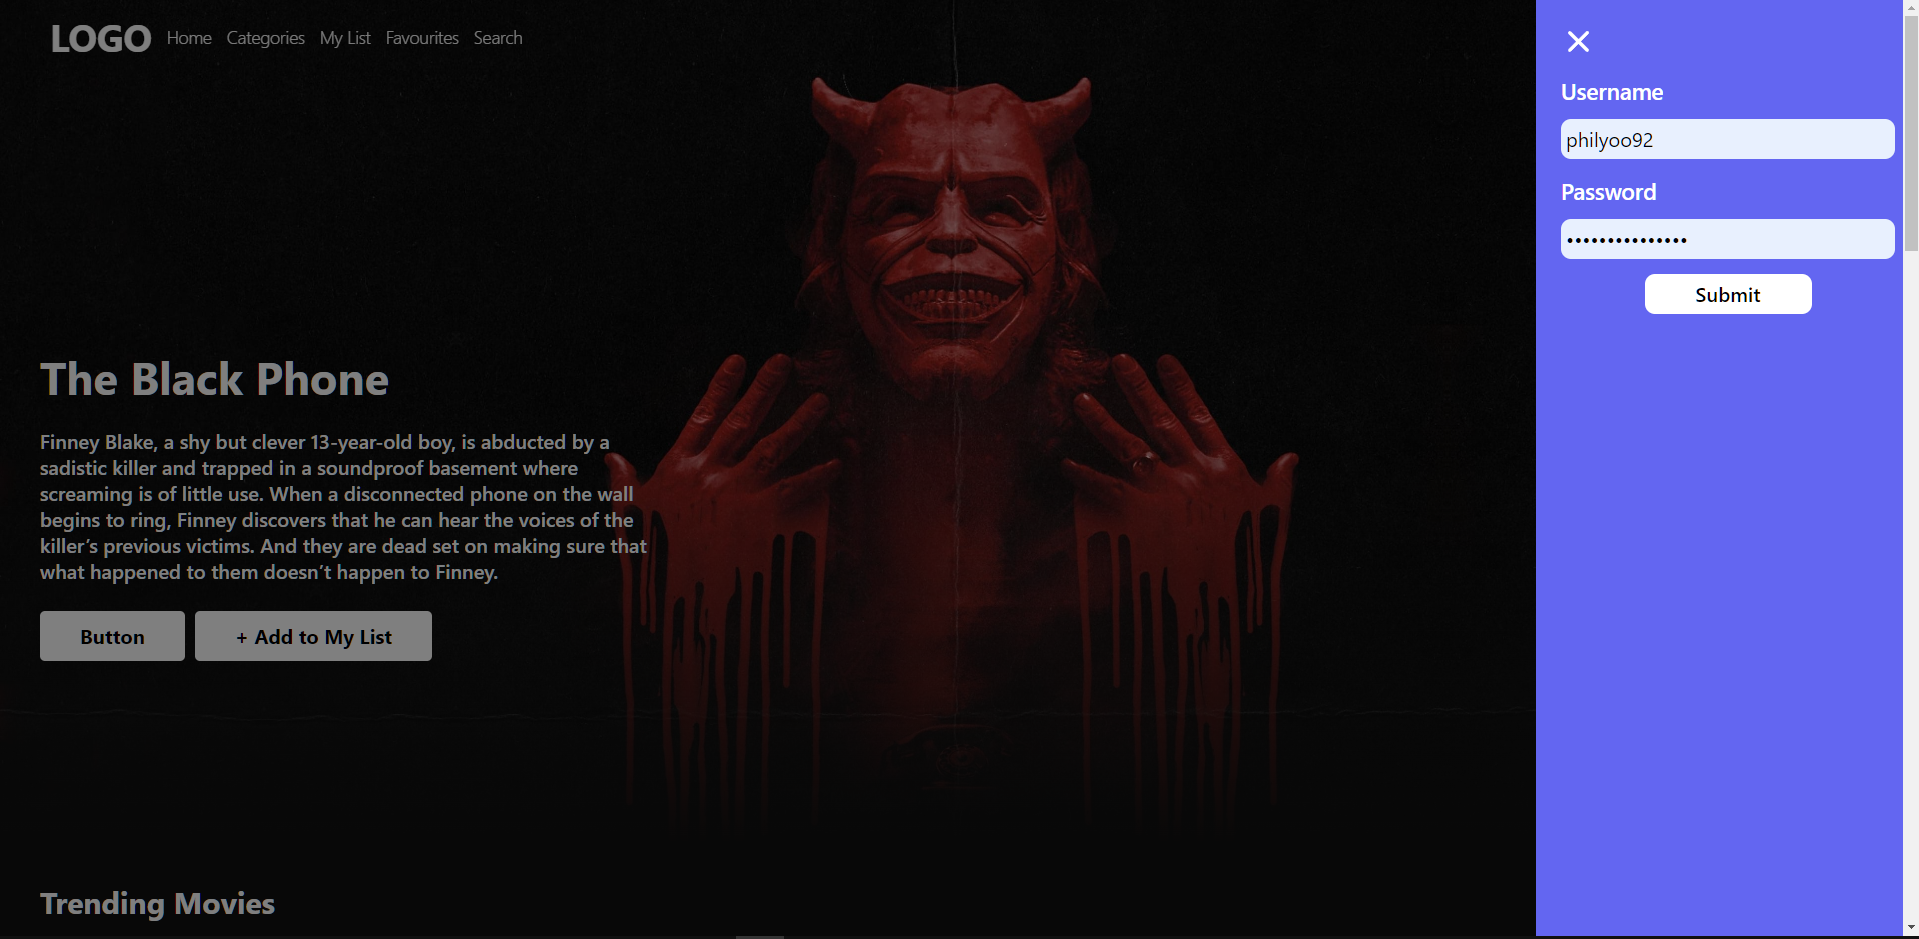 LOGO Home Categories My List Favourites Search
Username
philyoo92
Password
•••••••••••••••
Submit
The Black Phone
Finney Blake, a shy but clever 13-year-old boy, is abducted by a
sadistic killer and trapped in a soundproof basement where
screaming is of little use. When a disconnected phone on the wall
begins to ring, Finney discovers that he can hear the voices of the
killer’s previous victims. And they are dead set on making sure that
what happened to them doesn’t happen to Finney.
Button + Add to My List
Trending Movies